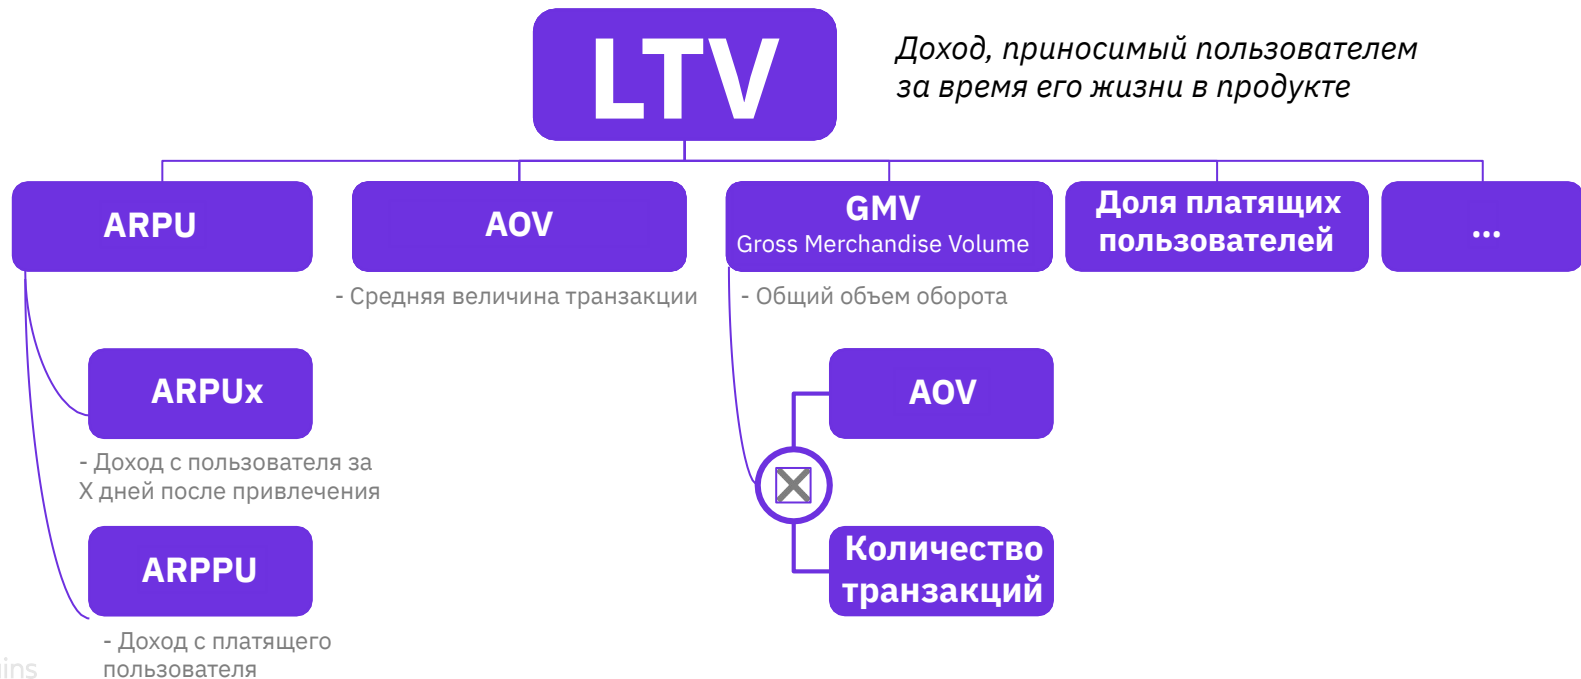 LTV
Доход, приносимый пользователем
за время его жизни в продукте
ARPU
AOV
GMV
Gross Merchandise Volume
Доля платящих
пользователей
...
- Средняя величина транзакции
- Общий объем оборота
ARPUx
- Доход с пользователя за
X дней после привлечения
ARPPU
- Доход с платящего
пользователя
AOV
Количество
транзакций